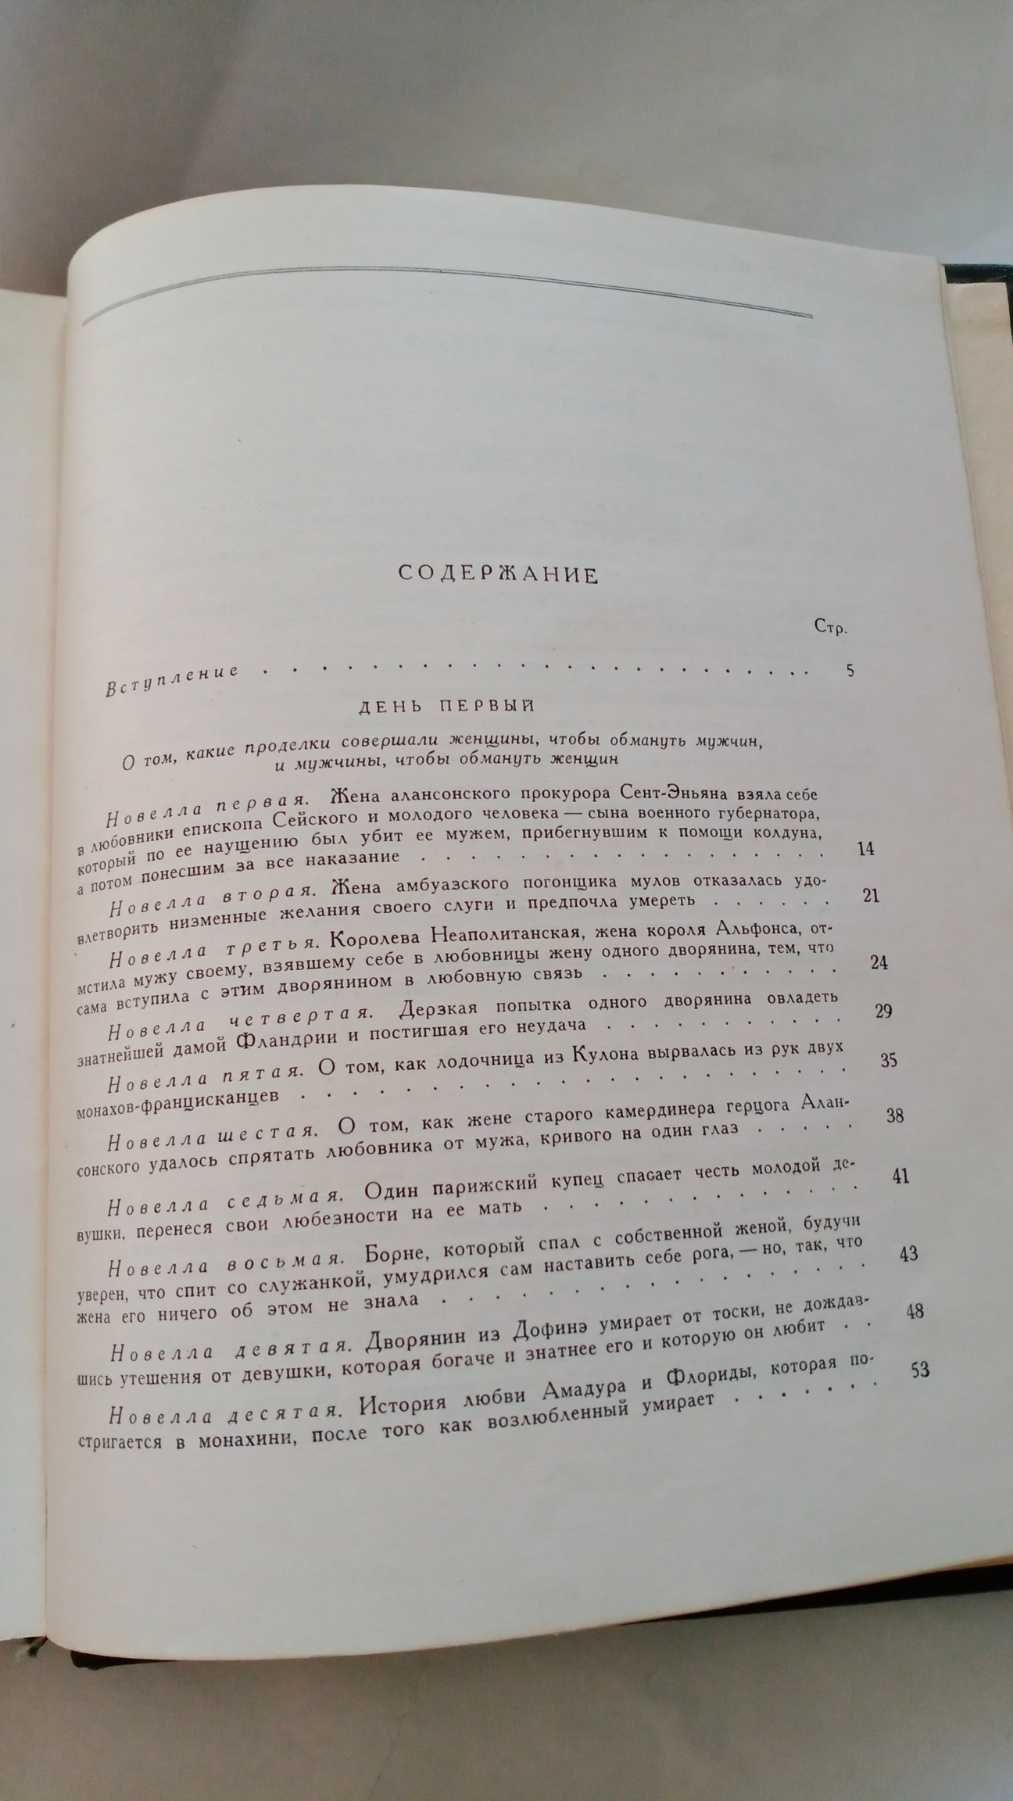 СОДЕРЖАНИЕ
Стр.
Вступление . . . . . . . . . . . . . . . . . . . . . . 5
ДЕНЬ ПЕРВЫЙ
О том, какие проделки совершали женщины, чтобы обмануть мужчин,
и мужчины, чтобы обмануть женщин
Новелла первая. Жена алансонского прокурора Сент-Эньяна взяла себе
в любовники епископа Сейского и молодого человека — сына военного губернатора,
который по ее наущению был убит ее мужем, прибегнувшим к помощи колдуна,
а потом понесшим за все наказание . . . . . . . . . . . . . . . . 14
Новелла вторая. Жена амбуазского погонщика мулов отказалась удо-
влетворить низменные желания своего слуги и предпочла умереть . . . . . . 21
Новелла третья. Королева Неаполитанская, жена короля Альфонса, от-
мстила мужу своему, взявшему себе в любовницы жену одного дворянина, тем, что
сама вступила с этим дворянином в любовную связь . . . . . . . . . . 24
Новелла четвертая. Дерзкая попытка одного дворянина овладеть
знатнейшей дамой Фландрии и постигшая его неудача . . . . . . . . . . 29
Новелла пятая. О том, как лодочница из Кулона вырвалась из рук двух
монахов-францисканцев . . . . . . . . . . . . . . . . . . . . . 35
Новелла шестая. О том, как жене старого камердинера герцога Алан-
сонского удалось спрятать любовника от мужа, кривого на один глаз . . . . . 38
Новелла седьмая. Один парижский купец спасает честь молодой де-
вушки, перенеся свои любезности на ее мать . . . . . . . . . . . . . 41
Новелла восьмая. Борне, который спал с собственной женой, будучи
уверен, что спит со служанкой, умудрился сам наставить себе рога, — но, так, что
жена его ничего об этом не знала . . . . . . . . . . . . . . . . . 43
Новелла девятая. Дворянин из Дофинэ умирает от тоски, не дождав-
шись утешения от девушки, которая богаче и знатнее его и которую он любит . . 48
Новелла десятая. История любви Амадура и Флориды, которая по-
стригается в монахини, после того как возлюбленный умирает . . . . . . . 53